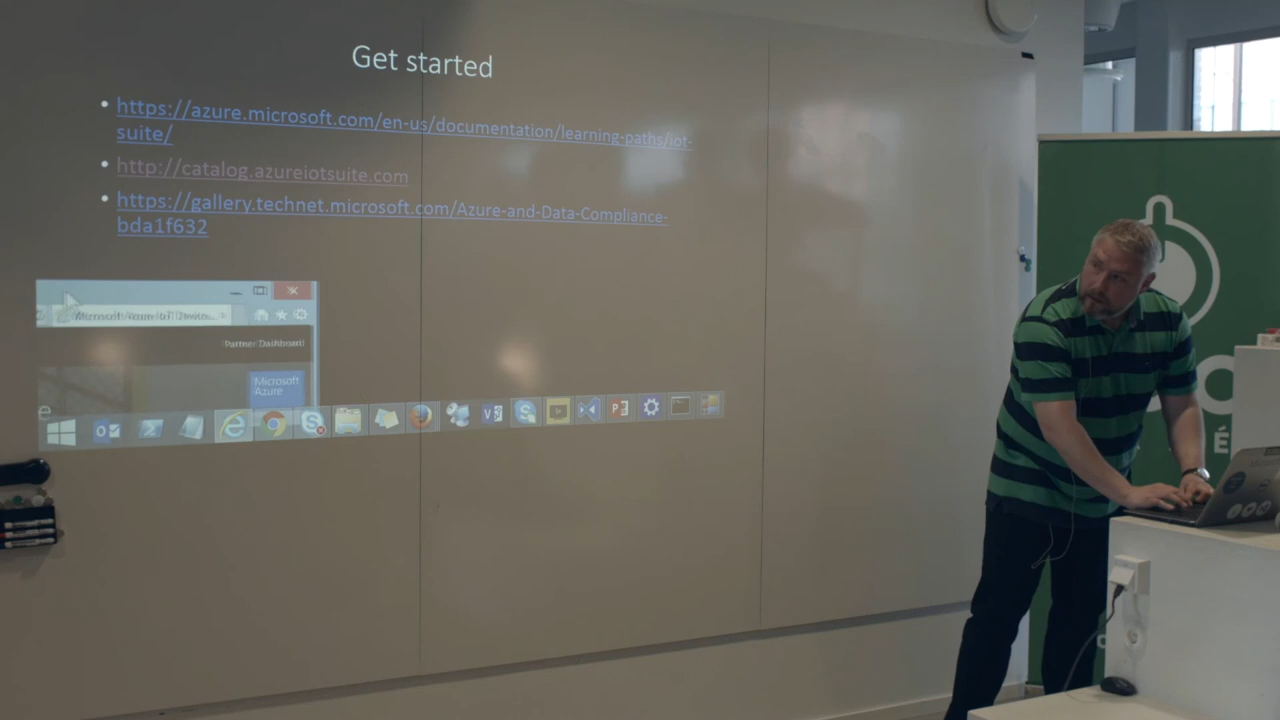 Get started
https://azure.microsoft.com/en-us/documentation/learning-paths/iot-
suite/
http://catalog.azureiotsuite.com
https://gallery.technet.microsoft.com/Azure-and-Data-Compliance-
bda1f632
Partner Dashboard
Microsoft
Azure
e
É